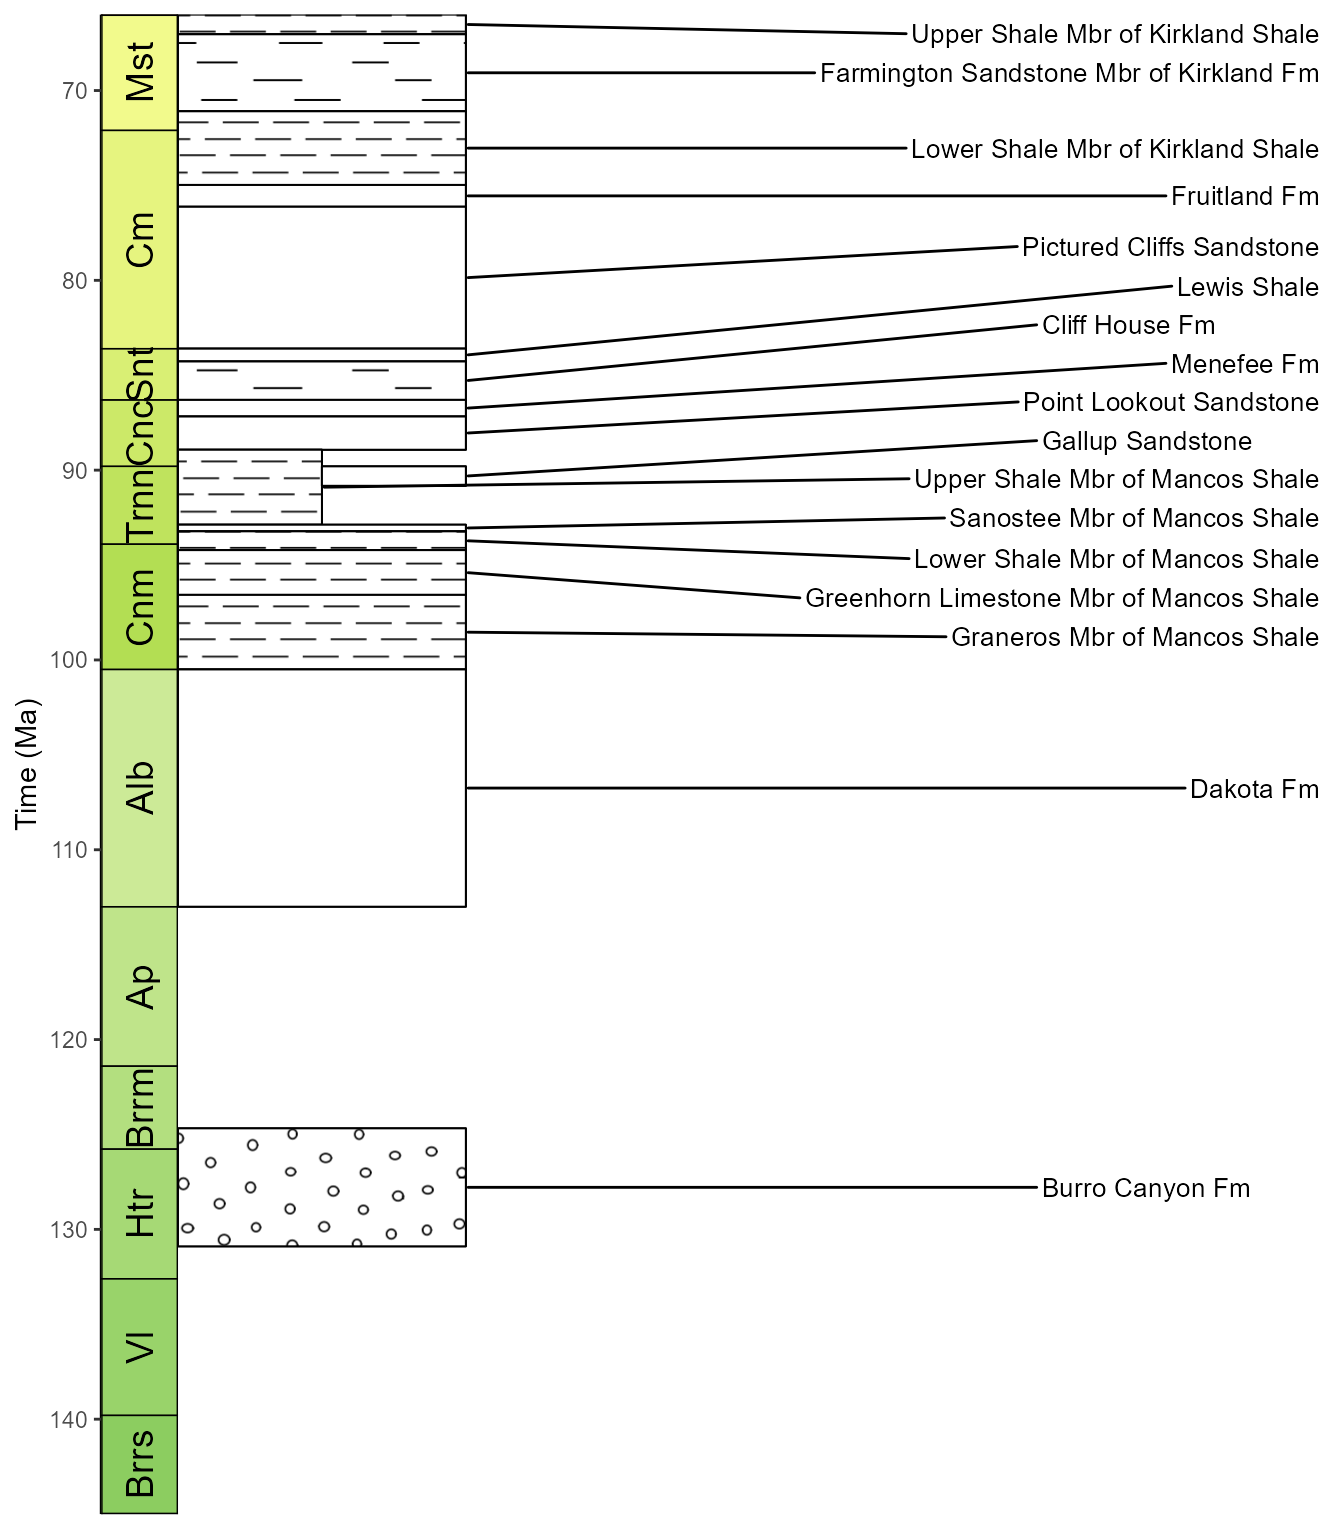 Time (Ma)
70
80
90
100
110
120
130
140
Mst
Cm
Snt
Cnc
Trnn
Cnm
Alb
Ap
Brrm
Htr
Vl
Brrs
Upper Shale Mbr of Kirkland Shale
Farmington Sandstone Mbr of Kirkland Fm
Lower Shale Mbr of Kirkland Shale
Fruitland Fm
Pictured Cliffs Sandstone
Lewis Shale
Cliff House Fm
Menefee Fm
Point Lookout Sandstone
Gallup Sandstone
Upper Shale Mbr of Mancos Shale
Sanostee Mbr of Mancos Shale
Lower Shale Mbr of Mancos Shale
Greenhorn Limestone Mbr of Mancos Shale
Graneros Mbr of Mancos Shale
Dakota Fm
Burro Canyon Fm